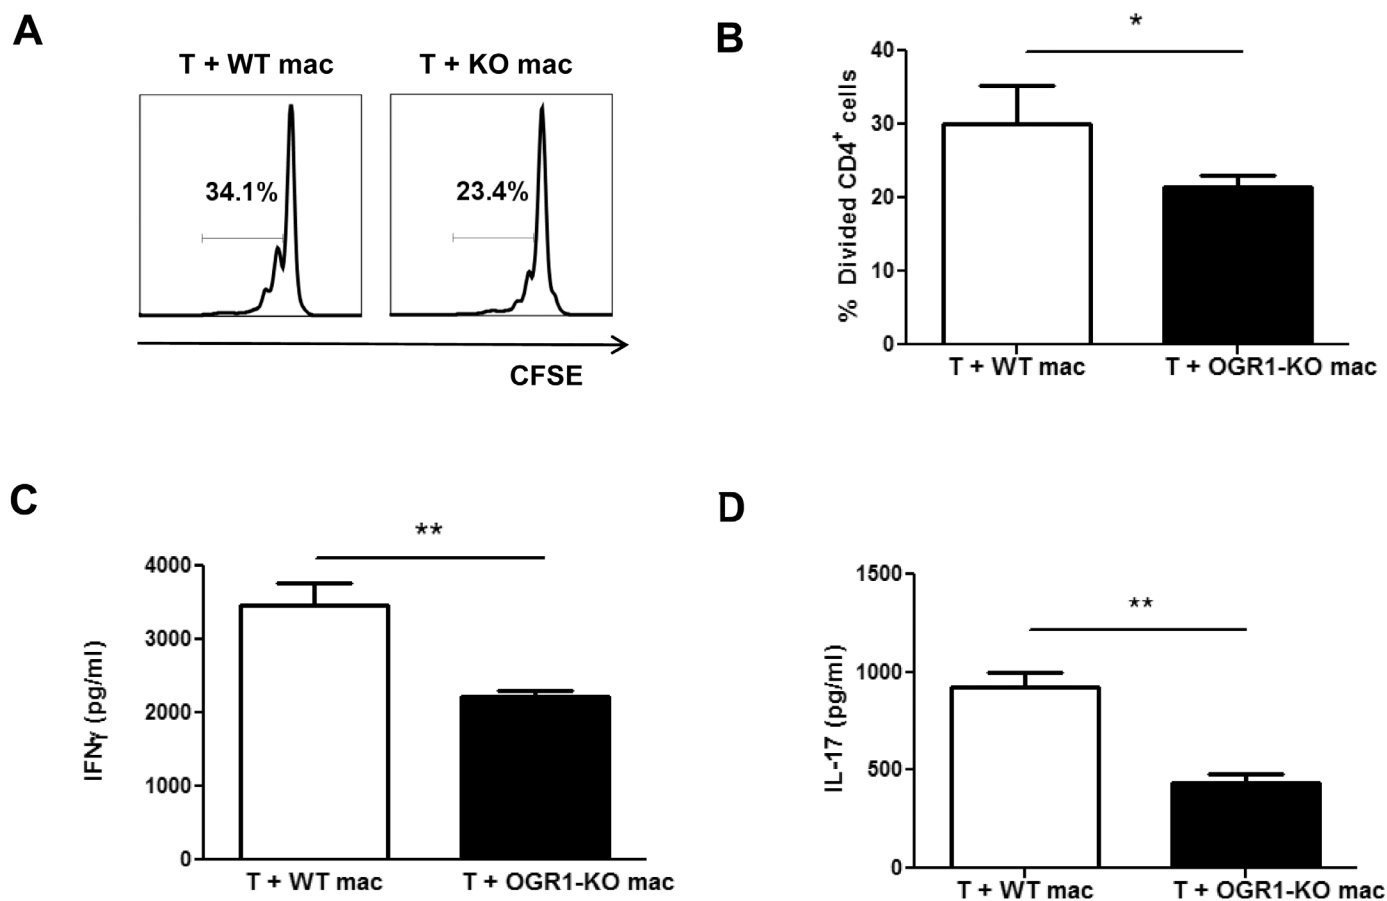 A
T + WT mac
T + KO mac
34.1%
23.4%
CFSE
B
*
40
30
20
10
0
% Divided CD4+ cells
T + WT mac
T + OGR1-KO mac
C
**
4000
3000
2000
1000
0
IFNγ (pg/ml)
T + WT mac
T + OGR1-KO mac
D
**
1500
1000
500
0
IL-17 (pg/ml)
T + WT mac
T + OGR1-KO mac